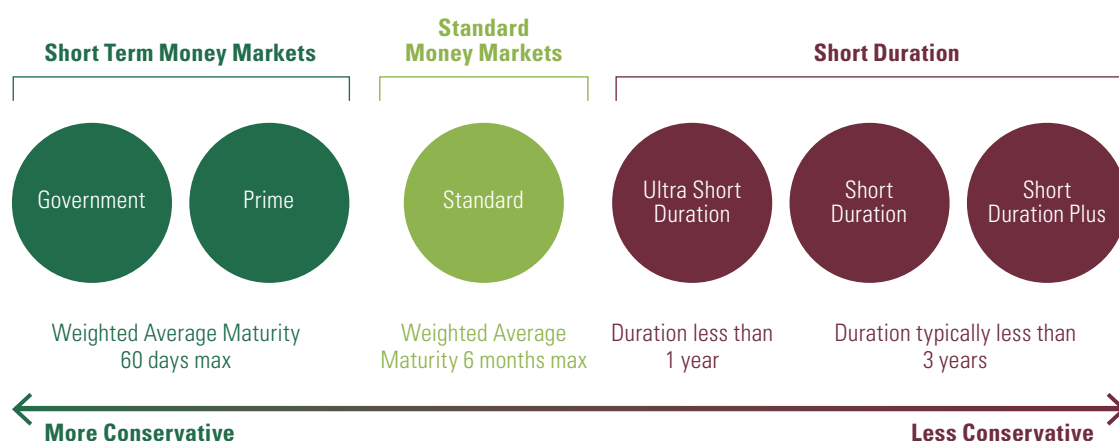 Short Term Money Markets
Standard
Money Markets
Short Duration
Government
Prime
Standard
Ultra Short
Duration
Short
Duration
Short
Duration Plus
Weighted Average Maturity
60 days max
Weighted Average
Maturity 6 months max
Duration less than
1 year
Duration typically less than
3 years
More Conservative
Less Conservative